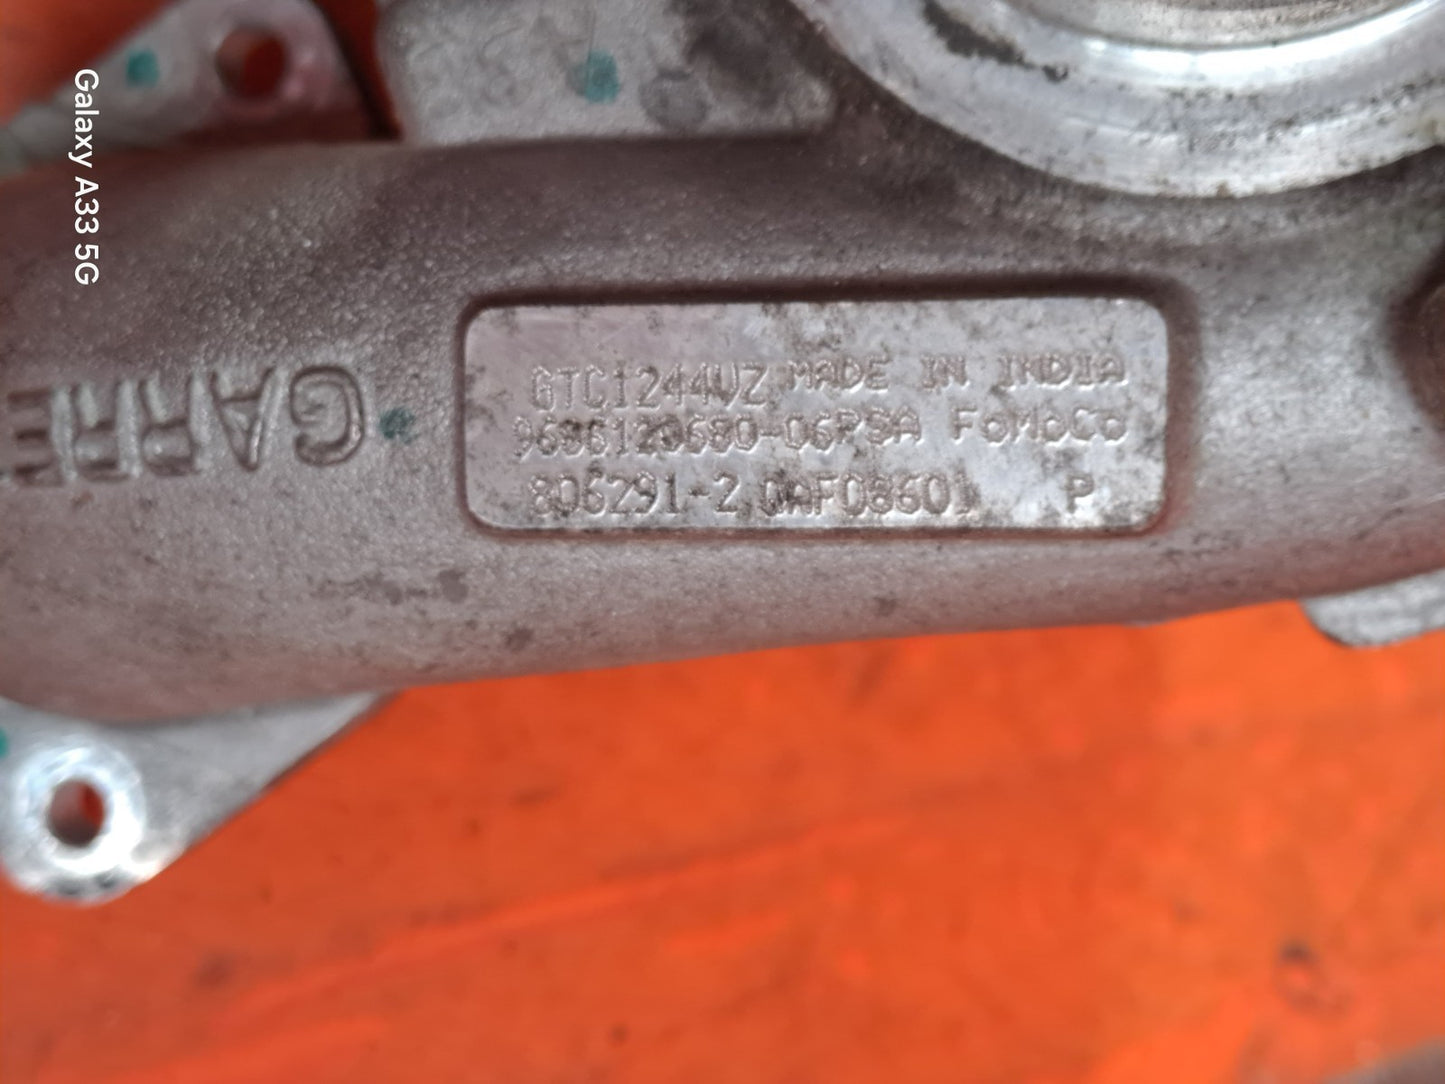 Galaxy A33 5G
GARRE
GTC1244VZ MADE IN INDIA
9686120680-06PSA FoMoCo
806291-2 0AF08601 P